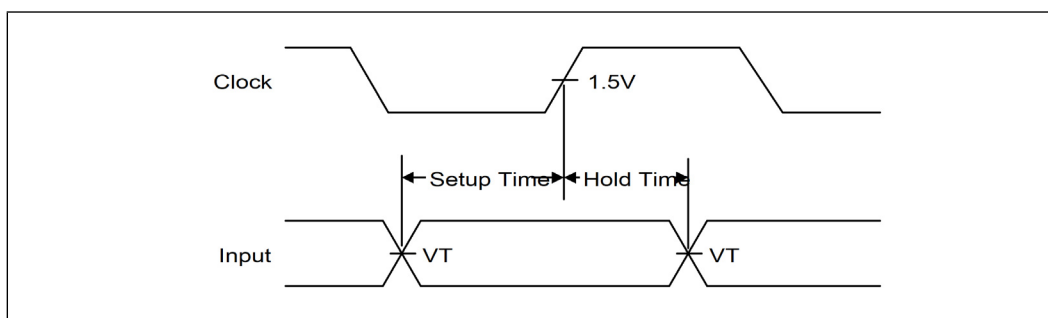 Clock
1.5V
Setup Time
Hold Time
Input
VT
VT